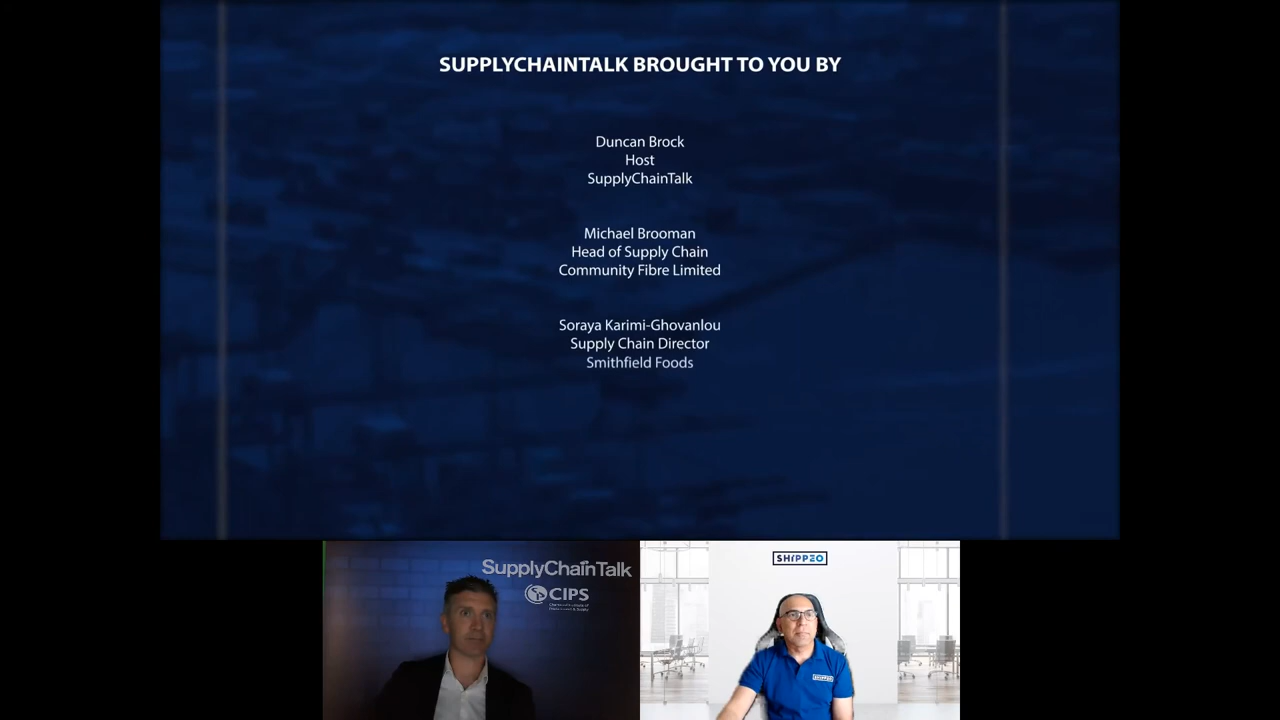 SUPPLYCHAINTALK BROUGHT TO YOU BY
Duncan Brock
Host
SupplyChainTalk
Michael Brooman
Head of Supply Chain
Community Fibre Limited
Soraya Karimi-Ghovanlou
Supply Chain Director
Smithfield Foods
SupplyChainTalk
CIPS
SHIPPEO
SHIPPEO